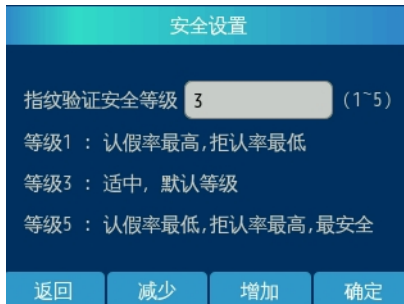 安全设置
指纹验证安全等级 3 (1~5)
等级1 : 认假率最高,拒认率最低
等级3 : 适中, 默认等级
等级5 : 认假率最低,拒认率最高,最安全
返回 减少 增加 确定